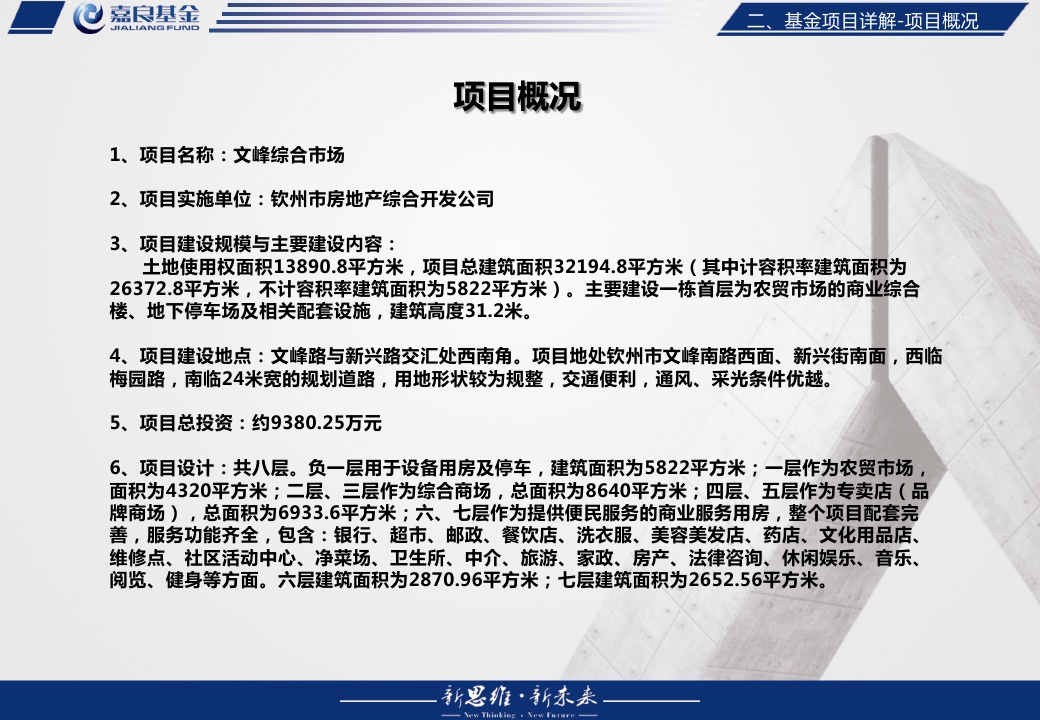 嘉良基金
JIALIANG FUND
二、基金项目详解-项目概况
项目概况
1、项目名称：文峰综合市场
2、项目实施单位：钦州市房地产综合开发公司
3、项目建设规模与主要建设内容：
土地使用权面积13890.8平方米，项目总建筑面积32194.8平方米（其中计容积率建筑面积为
26372.8平方米，不计容积率建筑面积为5822平方米）。主要建设一栋首层为农贸市场的商业综合
楼、地下停车场及相关配套设施，建筑高度31.2米。
4、项目建设地点：文峰路与新兴路交汇处西南角。项目地处钦州市文峰南路西面、新兴街南面，西临
梅园路，南临24米宽的规划道路，用地形状较为规整，交通便利，通风、采光条件优越。
5、项目总投资：约9380.25万元
6、项目设计：共八层。负一层用于设备用房及停车，建筑面积为5822平方米；一层作为农贸市场，
面积为4320平方米；二层、三层作为综合商场，总面积为8640平方米；四层、五层作为专卖店（品
牌商场），总面积为6933.6平方米；六、七层作为提供便民服务的商业服务用房，整个项目配套完
善，服务功能齐全，包含：银行、超市、邮政、餐饮店、洗衣服、美容美发店、药店、文化用品店、
维修点、社区活动中心、净菜场、卫生所、中介、旅游、家政、房产、法律咨询、休闲娱乐、音乐、
阅览、健身等方面。六层建筑面积为2870.96平方米；七层建筑面积为2652.56平方米。
新思维·新未来
New Thinking · New Future